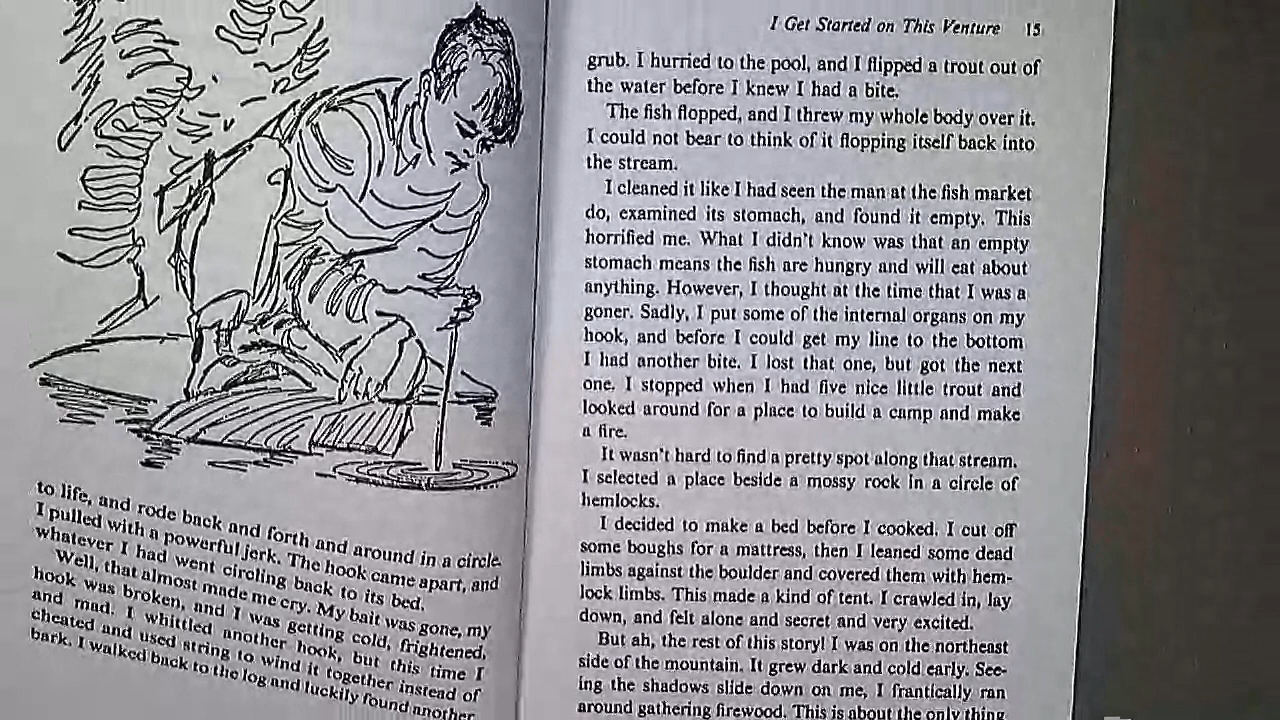 to life, and rode back and forth and around in a circle.
I pulled with a powerful jerk. The hook came apart, and
whatever I had went circling back to its bed.
Well, that almost made me cry. My bait was gone, my
hook was broken, and I was getting cold, frightened,
and mad. I whittled another hook, but this time I
cheated and used string to wind it together instead of
bark. I walked back to the log and luckily found another
I Get Started on This Venture 15
grub. I hurried to the pool, and I flipped a trout out of
the water before I knew I had a bite.
The fish flopped, and I threw my whole body over it.
I could not bear to think of it flopping itself back into
the stream.
I cleaned it like I had seen the man at the fish market
do, examined its stomach, and found it empty. This
horrified me. What I didn't know was that an empty
stomach means the fish are hungry and will eat about
anything. However, I thought at the time that I was a
goner. Sadly, I put some of the internal organs on my
hook, and before I could get my line to the bottom
I had another bite. I lost that one, but got the next
one. I stopped when I had five nice little trout and
looked around for a place to build a camp and make
a fire.
It wasn't hard to find a pretty spot along that stream.
I selected a place beside a mossy rock in a circle of
hemlocks.
I decided to make a bed before I cooked. I cut off
some boughs for a mattress, then I leaned some dead
limbs against the boulder and covered them with hem-
lock limbs. This made a kind of tent. I crawled in, lay
down, and felt alone and secret and very excited.
But ah, the rest of this story! I was on the northeast
side of the mountain. It grew dark and cold early. See-
ing the shadows slide down on me, I frantically ran
around gathering firewood. This is about the only thing